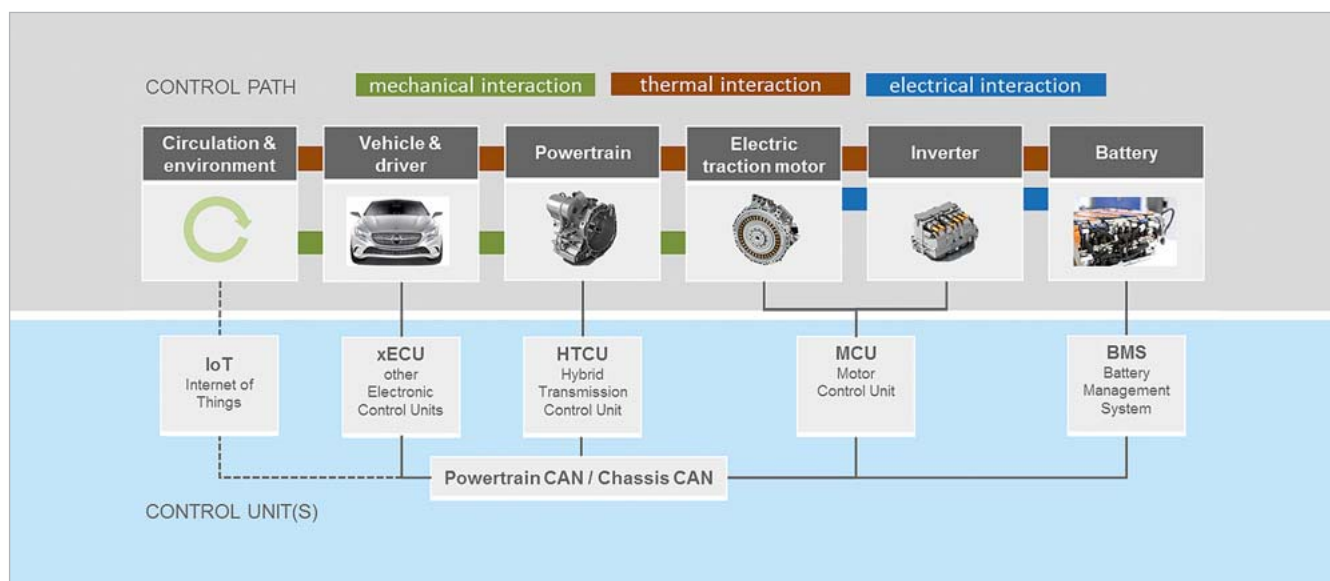 CONTROL PATH
mechanical interaction
thermal interaction
electrical interaction
Circulation &
environment
Vehicle &
driver
Powertrain
Electric
traction motor
Inverter
Battery
IoT
Internet of
Things
xECU
other
Electronic
Control Units
HTCU
Hybrid
Transmission
Control Unit
MCU
Motor
Control Unit
BMS
Battery
Management
System
Powertrain CAN / Chassis CAN
CONTROL UNIT(S)